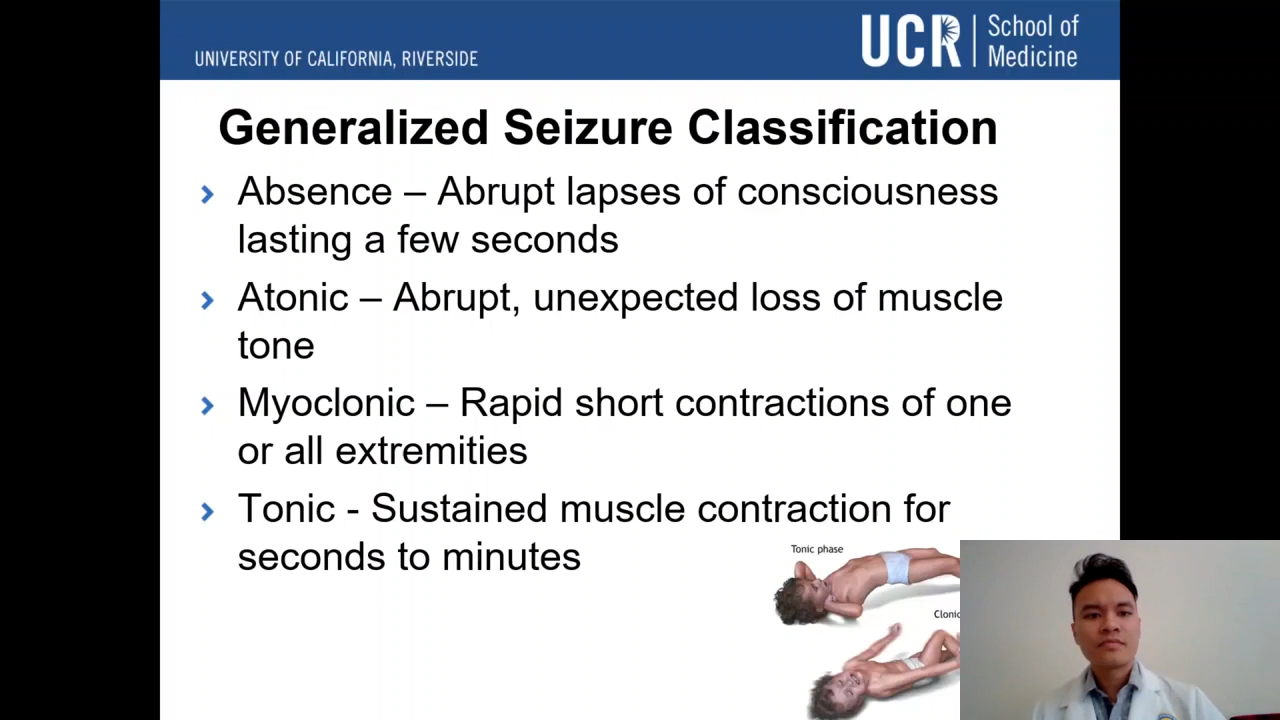 UNIVERSITY OF CALIFORNIA, RIVERSIDE
UCR School of
Medicine
Generalized Seizure Classification
Absence – Abrupt lapses of consciousness
lasting a few seconds
Atonic – Abrupt, unexpected loss of muscle
tone
Myoclonic – Rapid short contractions of one
or all extremities
Tonic - Sustained muscle contraction for
seconds to minutes
Tonic phase
Clonic